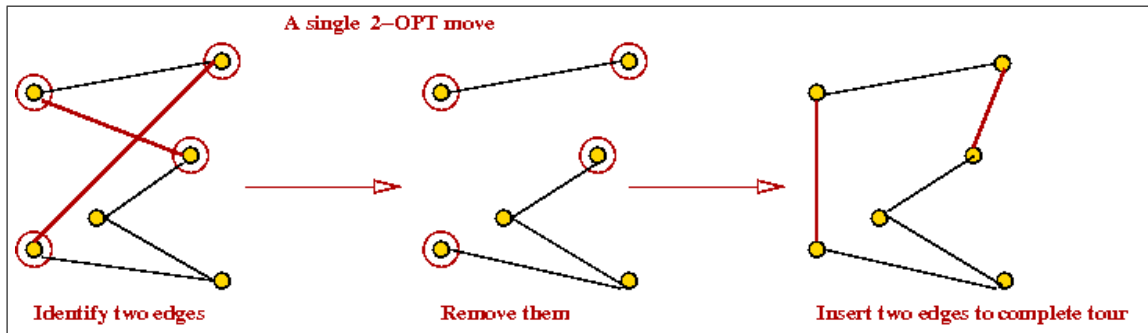 A single 2–OPT move
Identify two edges
Remove them
Insert two edges to complete tour